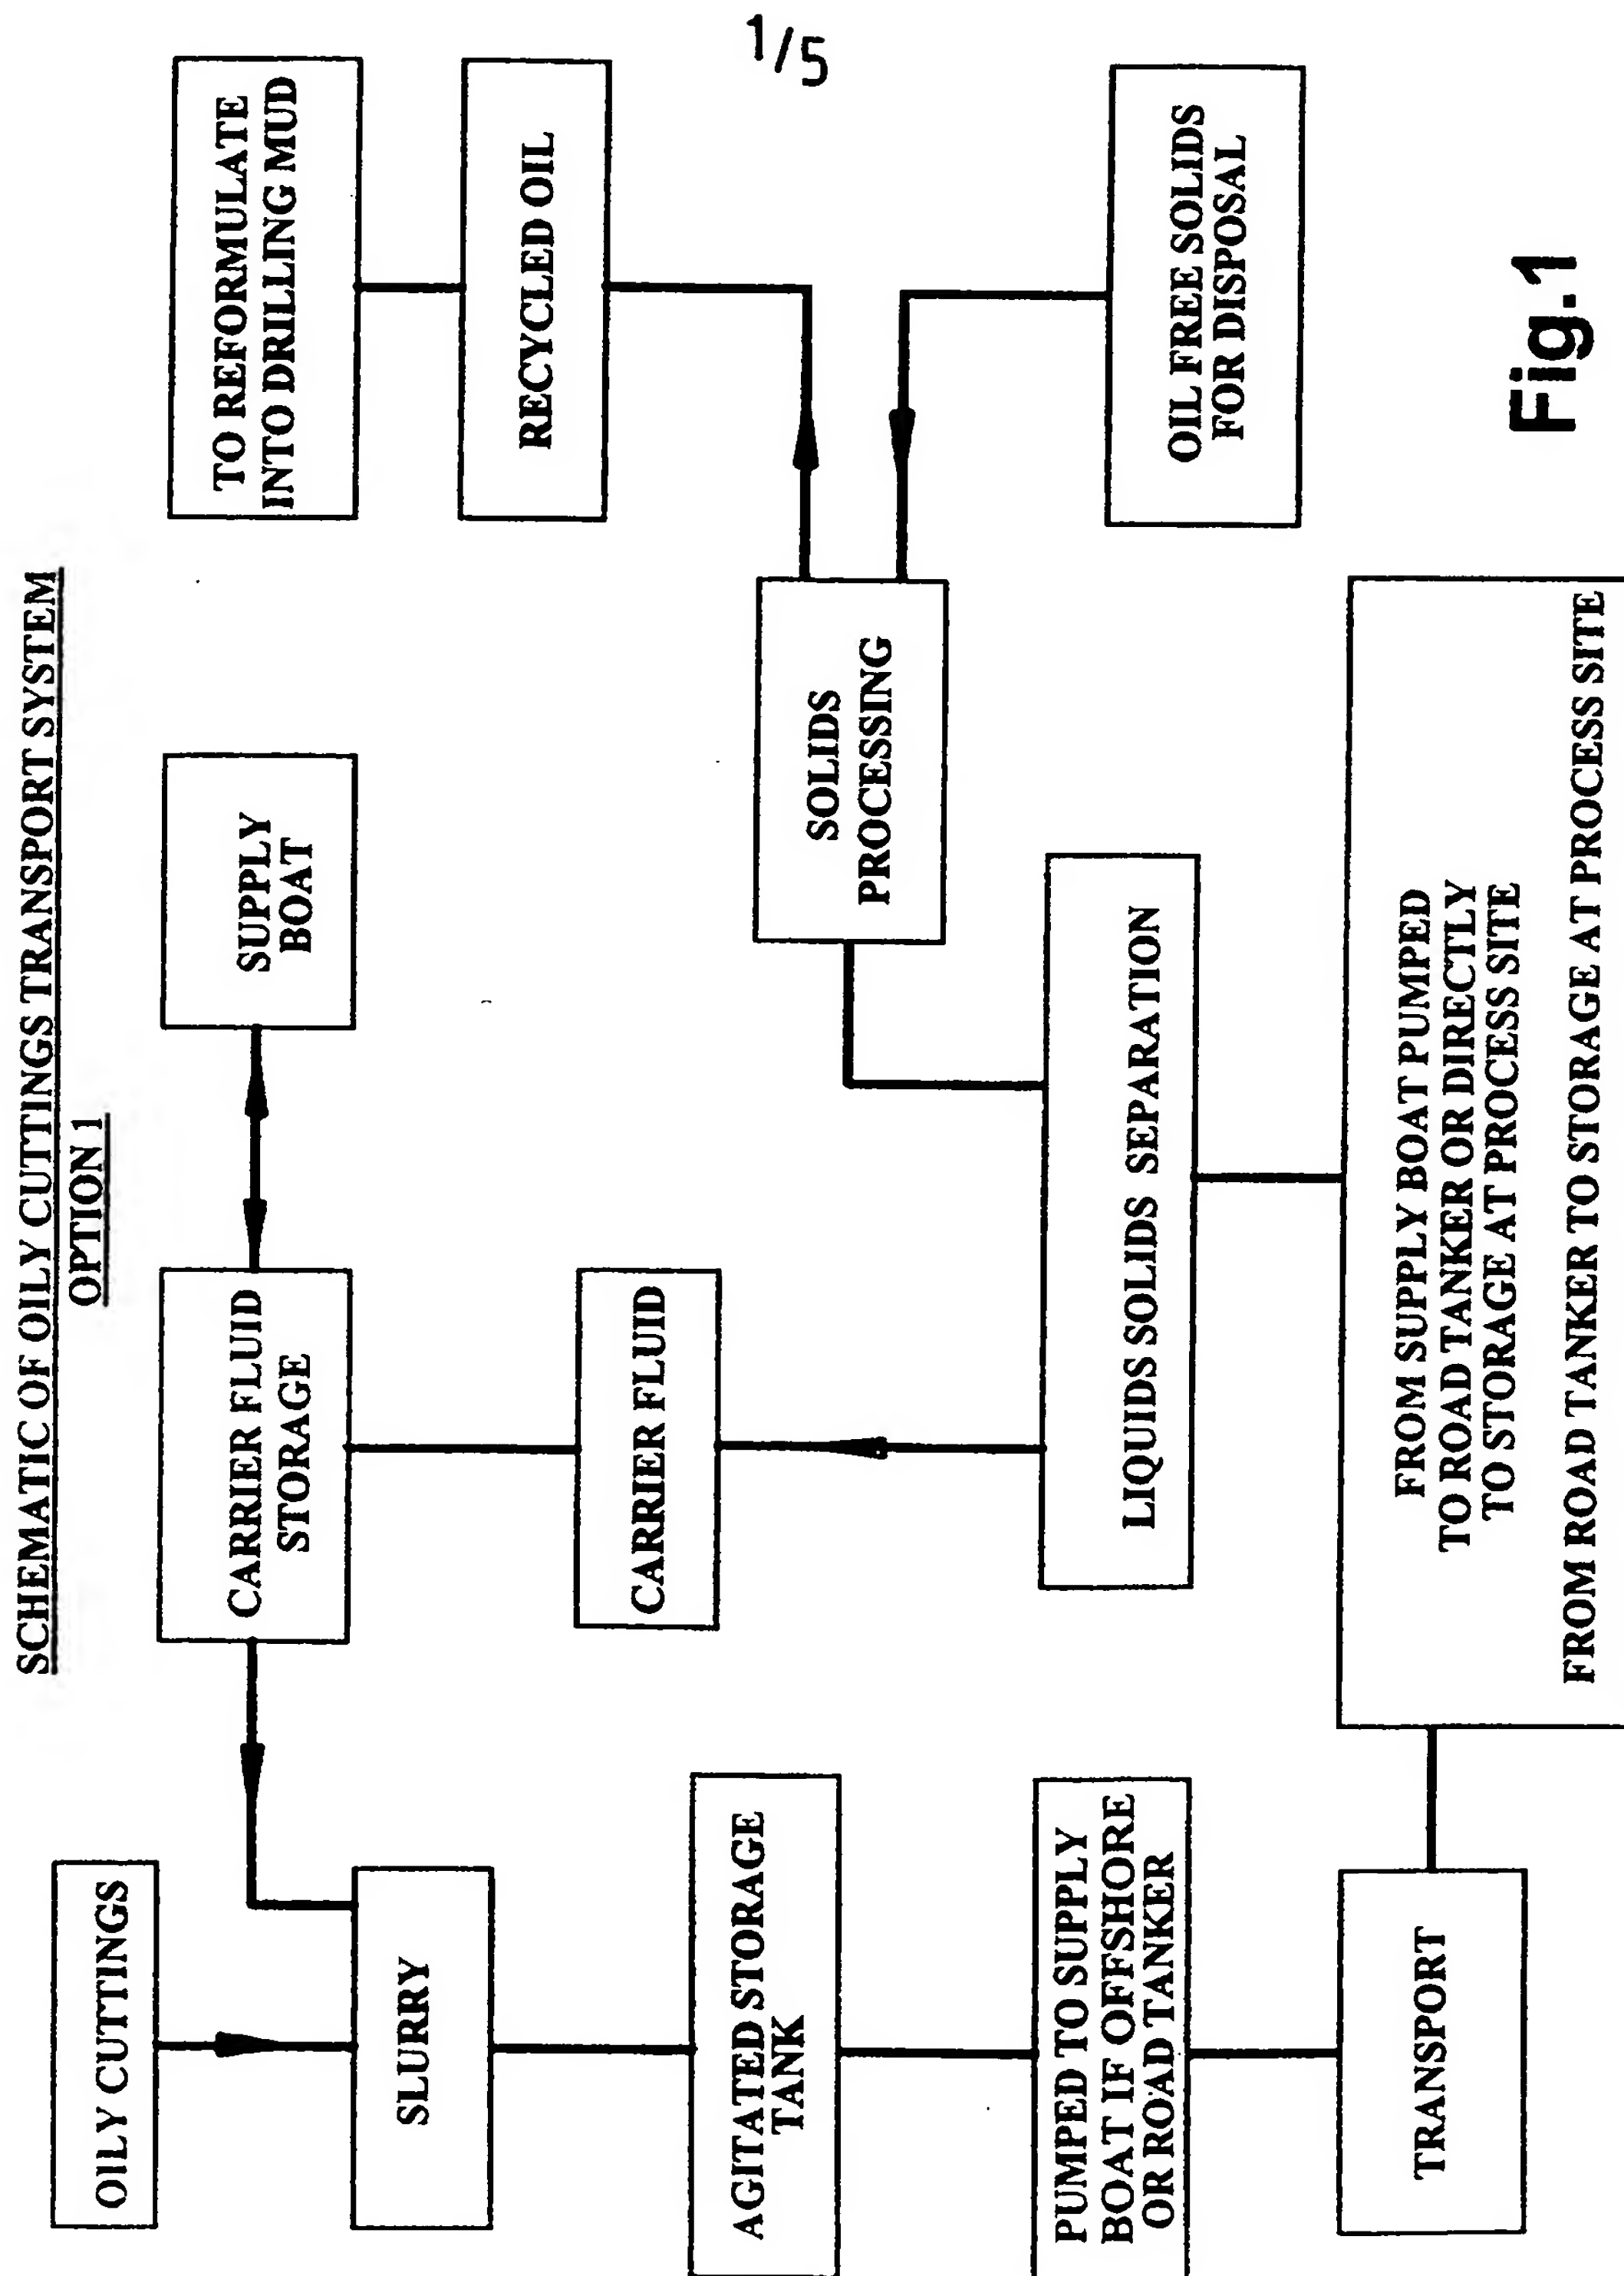 1/5
SCHEMATIC OF OILY CUTTINGS TRANSPORT SYSTEM
OPTION 1
OILY CUTTINGS
CARRIER FLUID
STORAGE
SUPPLY
BOAT
TO REFORMULATE
INTO DRILLING MUD
SLURRY
CARRIER FLUID
RECYCLED OIL
AGITATED STORAGE
TANK
SOLIDS
PROCESSING
PUMPED TO SUPPLY
BOAT IF OFFSHORE
OR ROAD TANKER
LIQUIDS SOLIDS SEPARATION
OIL FREE SOLIDS
FOR DISPOSAL
TRANSPORT
FROM SUPPLY BOAT PUMPED
TO ROAD TANKER OR DIRECTLY
TO STORAGE AT PROCESS SITE
FROM ROAD TANKER TO STORAGE AT PROCESS SITE
Fig.1